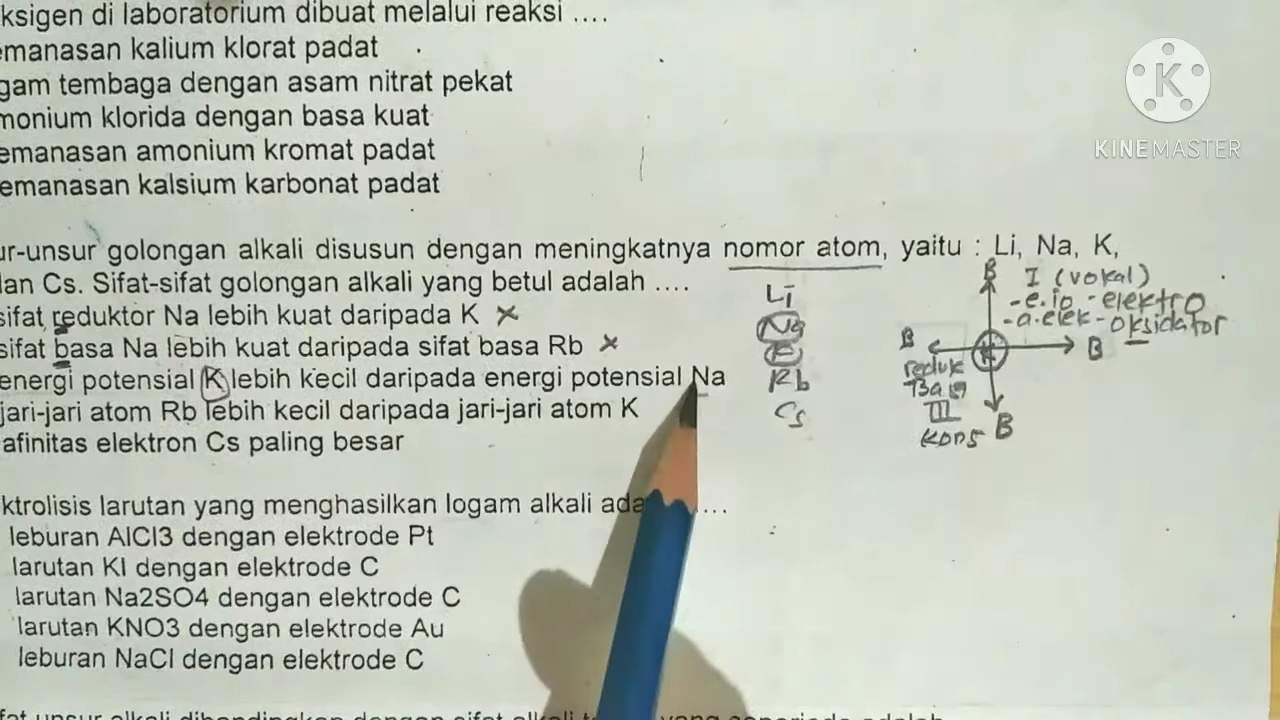 ksigen di laboratorium dibuat melalui reaksi ....
emanasan kalium klorat padat
gam tembaga dengan asam nitrat pekat
monium klorida dengan basa kuat
emanasan amonium kromat padat
emanasan kalsium karbonat padat
KINEMASTER
ur-unsur golongan alkali disusun dengan meningkatnya nomor atom, yaitu : Li, Na, K,
dan Cs. Sifat-sifat golongan alkali yang betul adalah ....
sifat reduktor Na lebih kuat daripada K ×
sifat basa Na lebih kuat daripada sifat basa Rb ×
energi potensial K lebih kecil daripada energi potensial Na
jari-jari atom Rb lebih kecil daripada jari-jari atom K
afinitas elektron Cs paling besar
Li
Na
K
Rb
Cs
B I (vokal)
- e.io - elektro
- a.elek - oksidator
B B
reduk
III
kons B
ktrolisis larutan yang menghasilkan logam alkali ada ...
leburan AlCl3 dengan elektrode Pt
larutan KI dengan elektrode C
larutan Na2SO4 dengan elektrode C
larutan KNO3 dengan elektrode Au
leburan NaCl dengan elektrode C